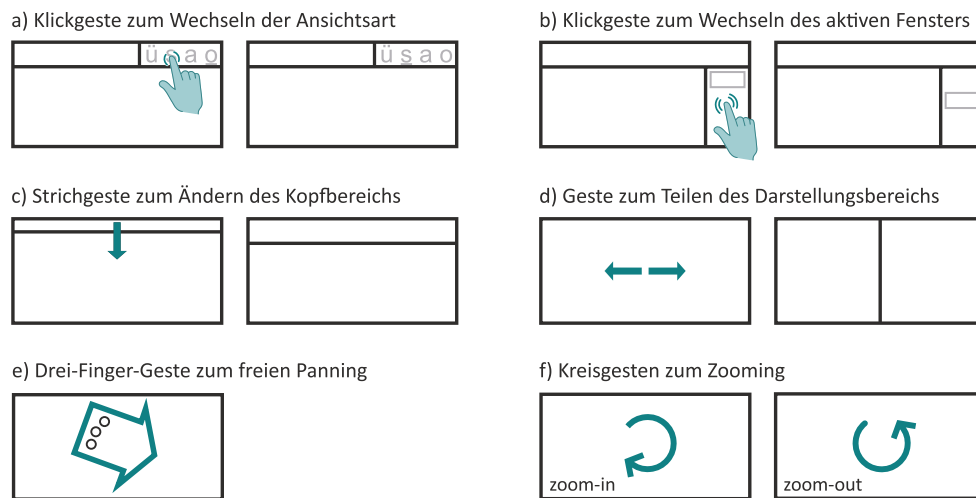 a) Klickgeste zum Wechseln der Ansichtsart
b) Klickgeste zum Wechseln des aktiven Fensters
ü s a o
ü s a o
c) Strichgeste zum Ändern des Kopfbereichs
d) Geste zum Teilen des Darstellungsbereichs
e) Drei-Finger-Geste zum freien Panning
f) Kreisgesten zum Zooming
zoom-in
zoom-out